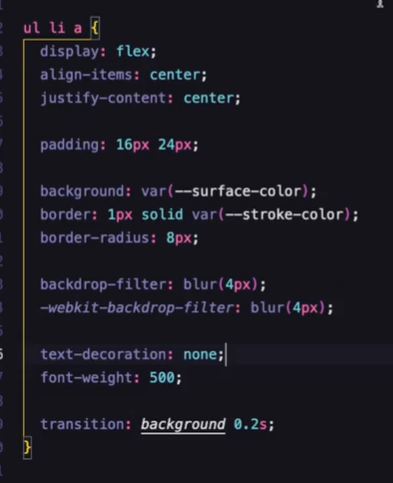 ul li a {
display: flex;
align-items: center;
justify-content: center;
padding: 16px 24px;
background: var(--surface-color);
border: 1px solid var(--stroke-color);
border-radius: 8px;
backdrop-filter: blur(4px);
-webkit-backdrop-filter: blur(4px);
text-decoration: none;
font-weight: 500;
transition: background 0.2s;
}